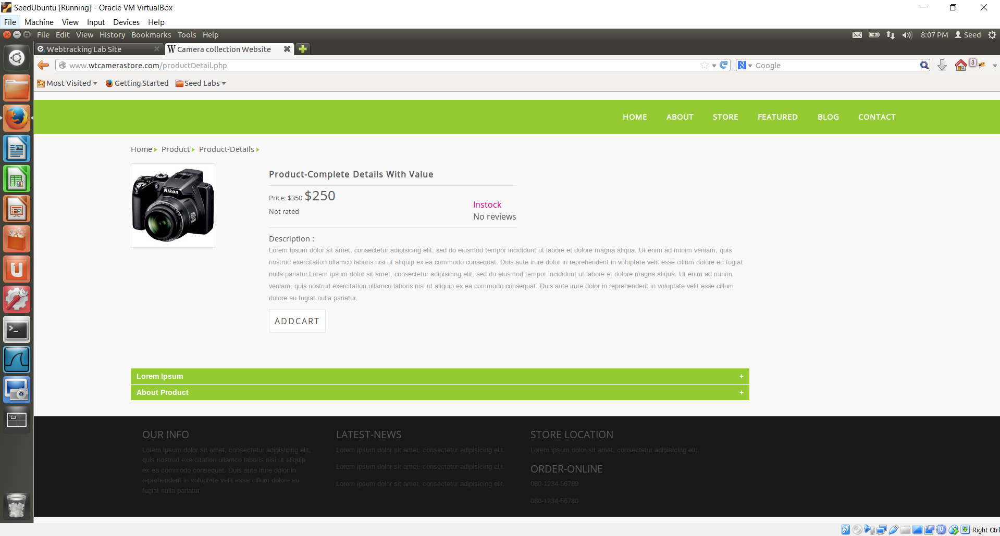 SeedUbuntu [Running] - Oracle VM VirtualBox
File Machine View Input Devices Help
File Edit View History Bookmarks Tools Help
8:07 PM Seed
Webtracking Lab Site
W Camera collection Website
www.wtcamerastore.com/productDetail.php
8 Google
3
Most Visited Getting Started Seed Labs
HOME ABOUT STORE FEATURED BLOG CONTACT
Home Product Product-Details
Nikon
Product-Complete Details With Value
Price: $350 $250
Instock
Not rated
No reviews
Description :
Lorem ipsum dolor sit amet, consectetur adipisicing elit, sed do eiusmod tempor incididunt ut labore et dolore magna aliqua. Ut enim ad minim veniam, quis
nostrud exercitation ullamco laboris nisi ut aliquip ex ea commodo consequat. Duis aute irure dolor in reprehenderit in voluptate velit esse cillum dolore eu fugiat
nulla pariatur.Lorem ipsum dolor sit amet, consectetur adipisicing elit, sed do eiusmod tempor incididunt ut labore et dolore magna aliqua. Ut enim ad minim
veniam, quis nostrud exercitation ullamco laboris nisi ut aliquip ex ea commodo consequat. Duis aute irure dolor in reprehenderit in voluptate velit esse cillum
dolore eu fugiat nulla pariatur.
ADDCART
Lorem Ipsum +
About Product +
OUR INFO
Lorem ipsum dolor sit amet, consectetur adipisicing elit,
quis nostrud exercitation ullamco laboris nisi ut aliquip
ex ea commodo consequat. Duis aute irure dolor in
reprehenderit in voluptate velit esse cillum dolore eu
fugiat nulla pariatur.
LATEST-NEWS
Lorem ipsum dolor sit amet, consectetur adipisicing elit.
Lorem ipsum dolor sit amet, consectetur adipisicing elit.
Lorem ipsum dolor sit amet, consectetur adipisicing elit.
STORE LOCATION
Lorem ipsum dolor sit amet, consectetur adipisicing elit.
ORDER-ONLINE
080-1234-56789
080-1234-56780
Right Ctrl